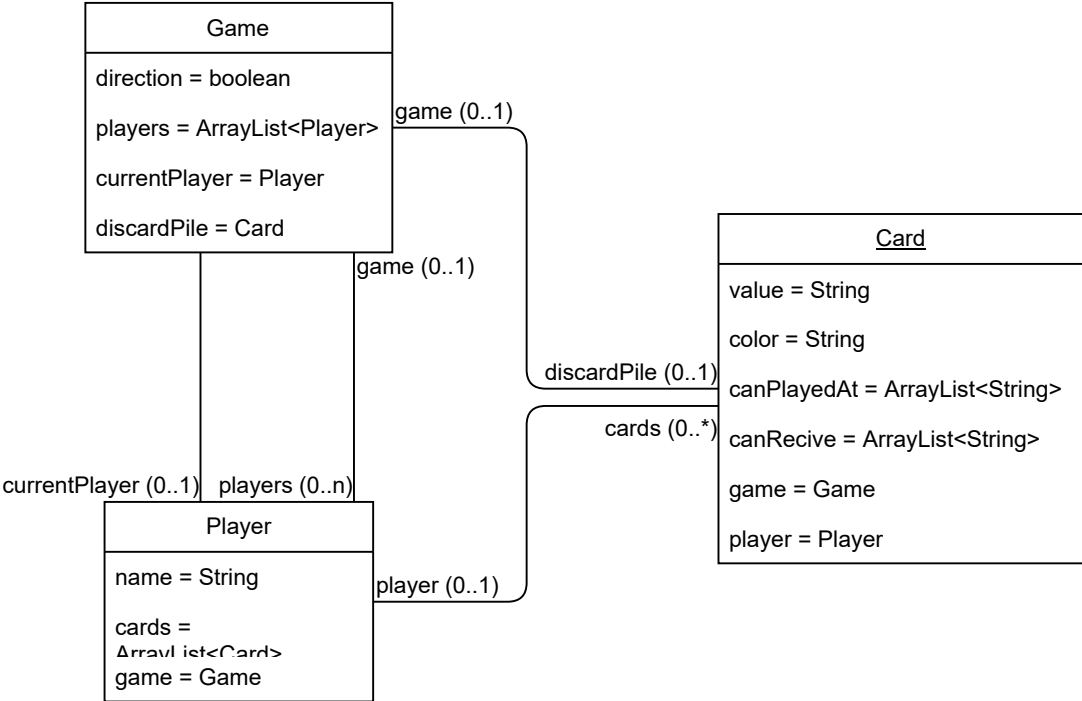 Game
direction = boolean
players = ArrayList<Player>
currentPlayer = Player
discardPile = Card
game (0..1)
game (0..1)
Card
value = String
color = String
canPlayedAt = ArrayList<String>
canRecive = ArrayList<String>
game = Game
player = Player
discardPile (0..1)
cards (0..*)
currentPlayer (0..1)
players (0..n)
Player
name = String
cards =
ArrayList<Card>
game = Game
player (0..1)